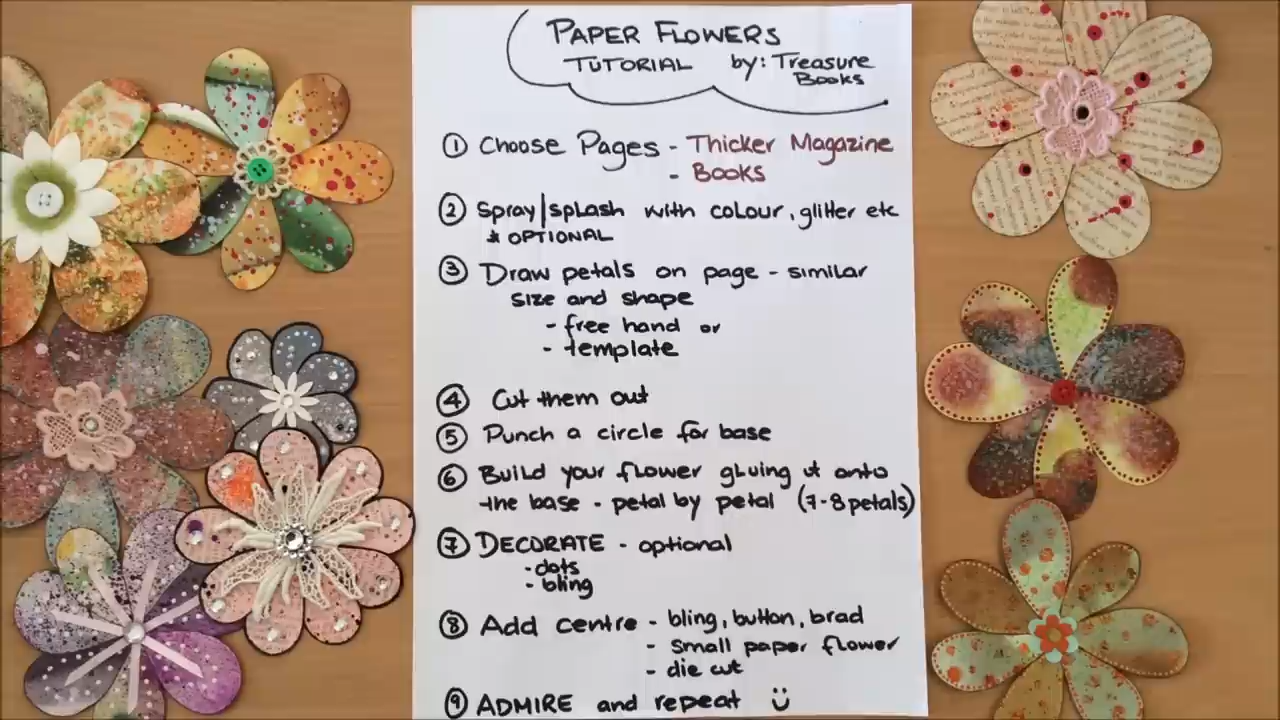 PAPER FLOWERS
TUTORIAL by: Treasure
Books
① Choose Pages - Thicker Magazine
- Books
② Spray/splash with colour, glitter etc
* OPTIONAL
③ Draw petals on page - similar
size and shape
- free hand or
- template
④ Cut them out
⑤ Punch a circle for base
⑥ Build your flower gluing it onto
the base - petal by petal (7-8 petals)
⑦ DECORATE - optional
- dots
- bling
⑧ Add centre - bling, button, brad
- small paper flower
- die cut
⑨ ADMIRE and repeat